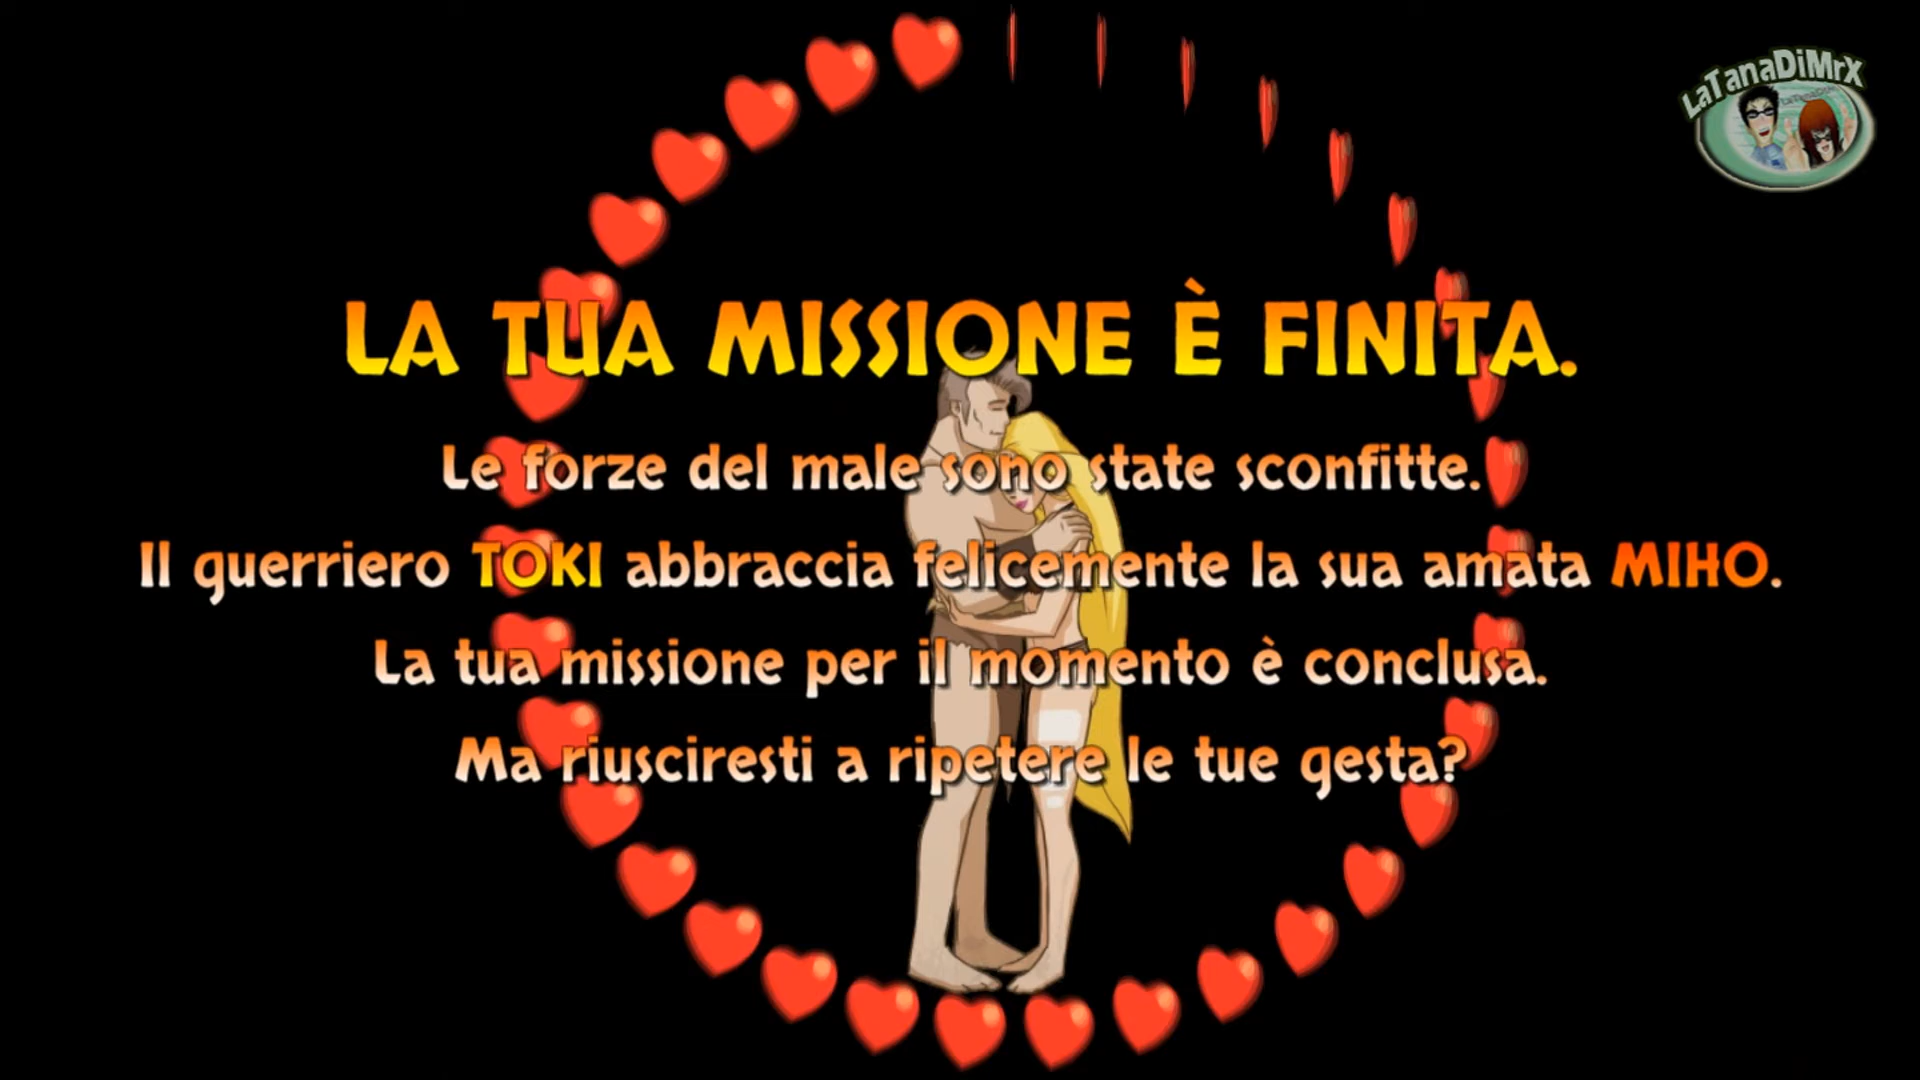 LaTanaDiMrX
LA TUA MISSIONE È FINITA.
Le forze del male sono state sconfitte.
Il guerriero TOKI abbraccia felicemente la sua amata MIHO.
La tua missione per il momento è conclusa.
Ma riusciresti a ripetere le tue gesta?